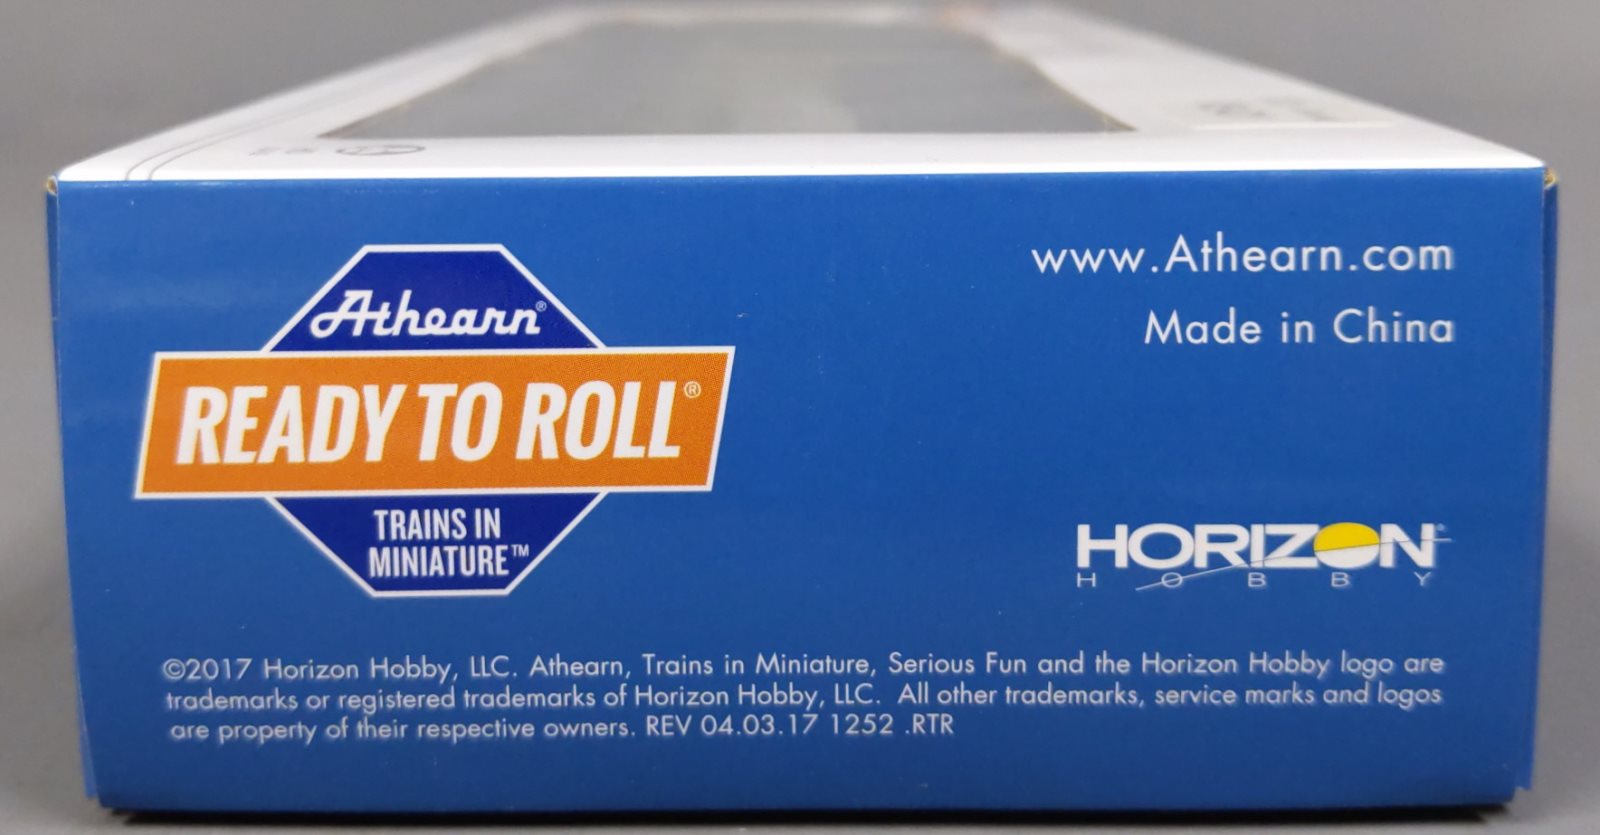 Athearn®
READY TO ROLL®
TRAINS IN
MINIATURE™
www.Athearn.com
Made in China
HORIZON®
HOBBY
©2017 Horizon Hobby, LLC. Athearn, Trains in Miniature, Serious Fun and the Horizon Hobby logo are
trademarks or registered trademarks of Horizon Hobby, LLC. All other trademarks, service marks and logos
are property of their respective owners. REV 04.03.17 1252 .RTR